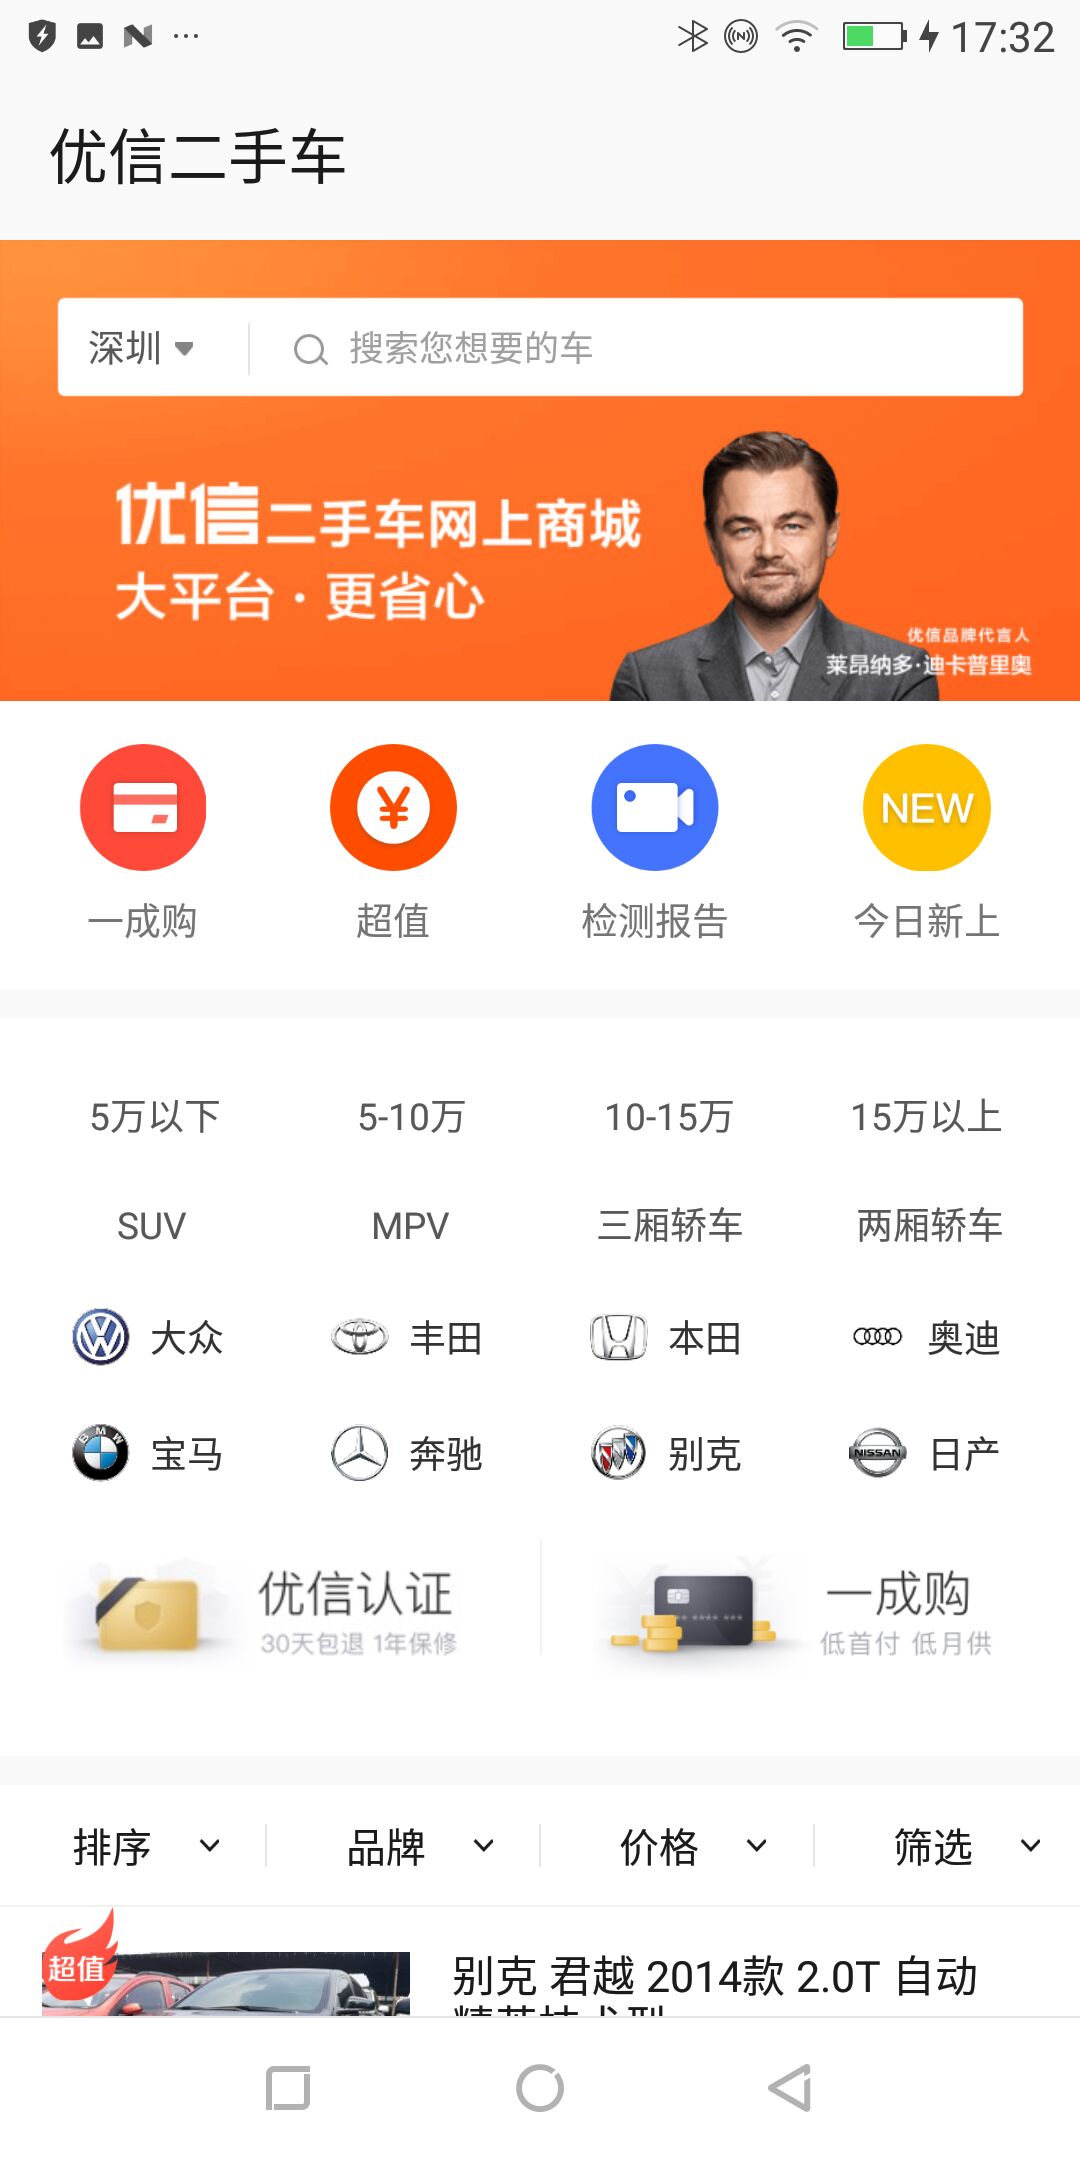 17:32
优信二手车
深圳 搜索您想要的车
优信二手车网上商城
大平台·更省心
优信品牌代言人
莱昂纳多·迪卡普里奥
NEW
一成购 超值 检测报告 今日新上
5万以下 5-10万 10-15万 15万以上
SUV MPV 三厢轿车 两厢轿车
大众 丰田 本田 奥迪
BMW 宝马 奔驰 别克 NISSAN 日产
优信认证 一成购
30天包退 1年保修 低首付 低月供
排序 品牌 价格 筛选
超值
别克 君越 2014款 2.0T 自动